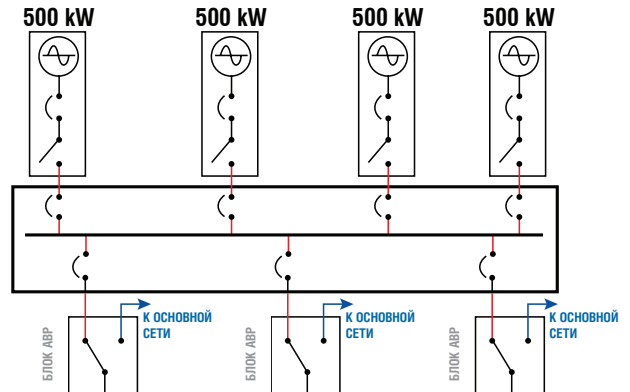 500 kW 500 kW 500 kW 500 kW
К ОСНОВНОЙ
СЕТИ
К ОСНОВНОЙ
СЕТИ
К ОСНОВНОЙ
СЕТИ
БЛОК АВР
БЛОК АВР
БЛОК АВР